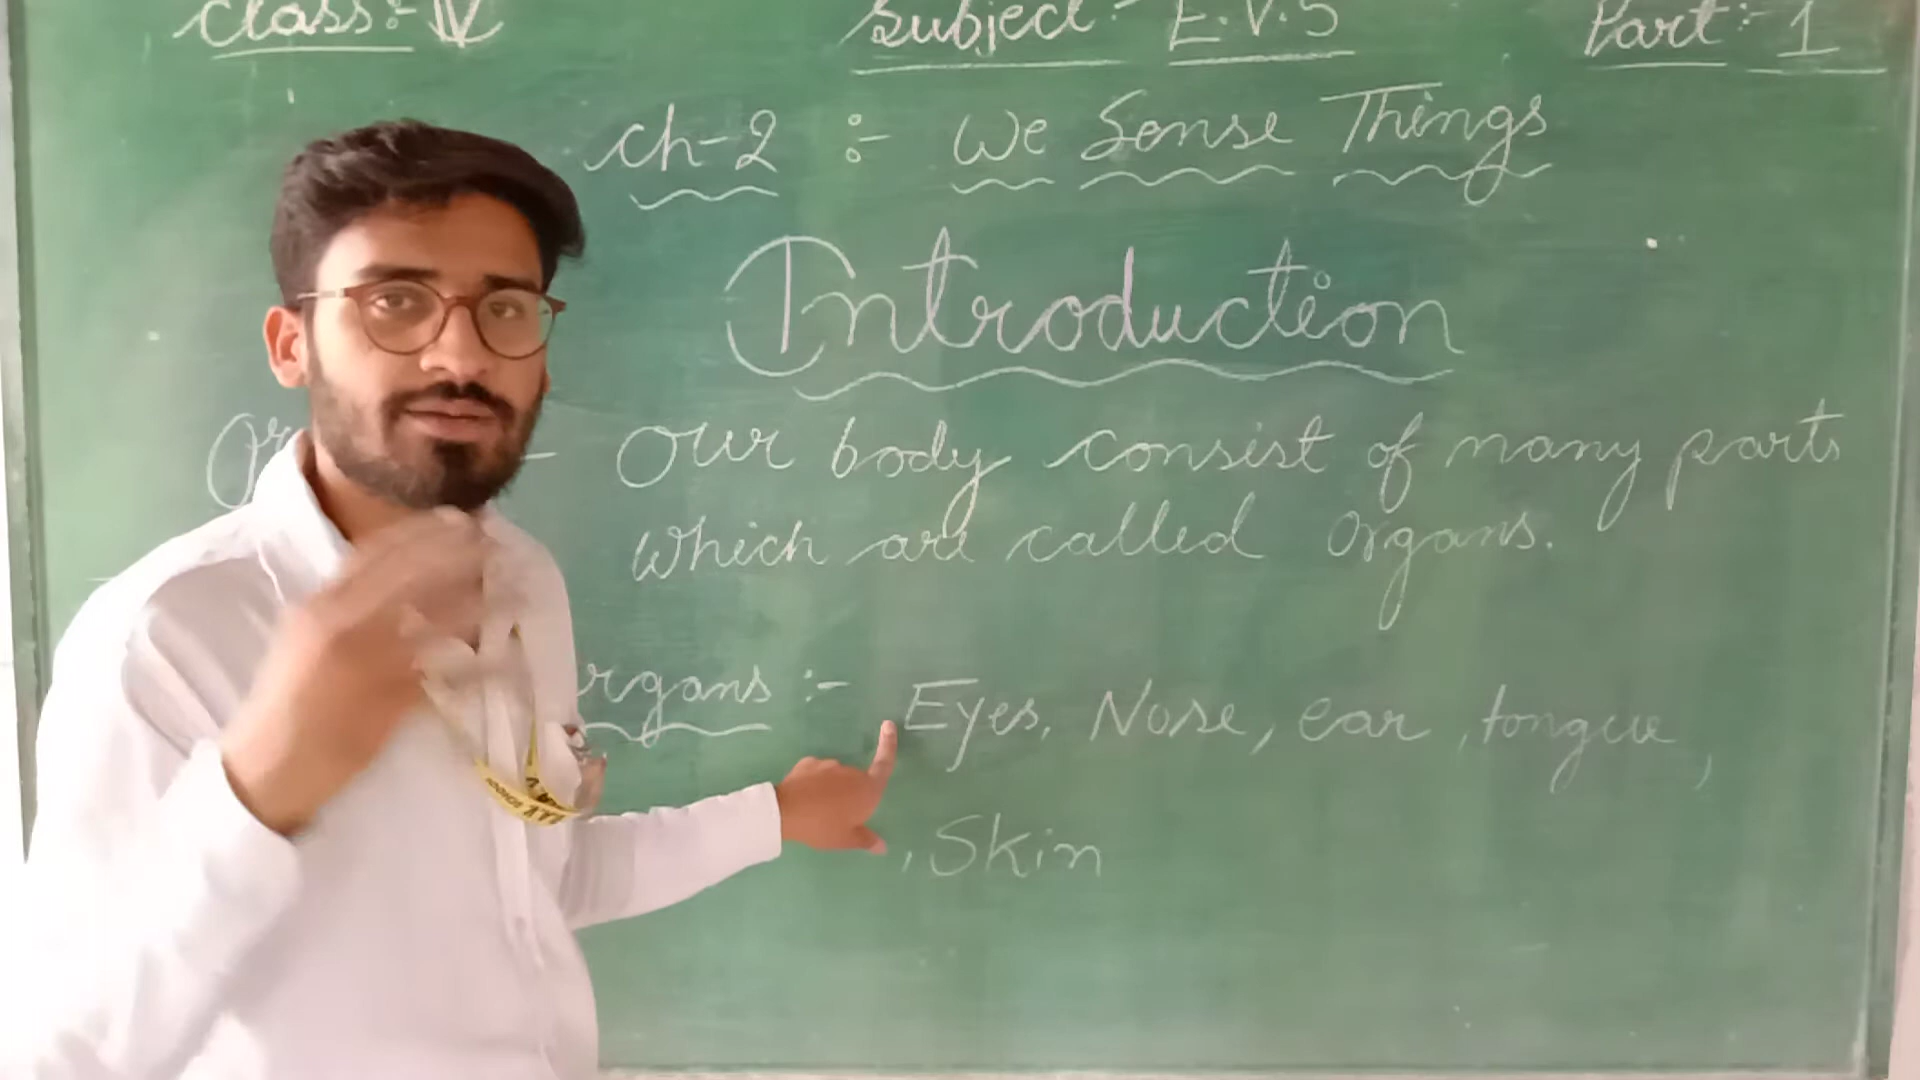 Class:- IV Subject:- E.V.S Part:- 1
ch-2 :- We Sense Things
Introduction
Our body consist of many parts
which are called Organs.
:- Eyes, Nose, ear, tongue,
, Skin